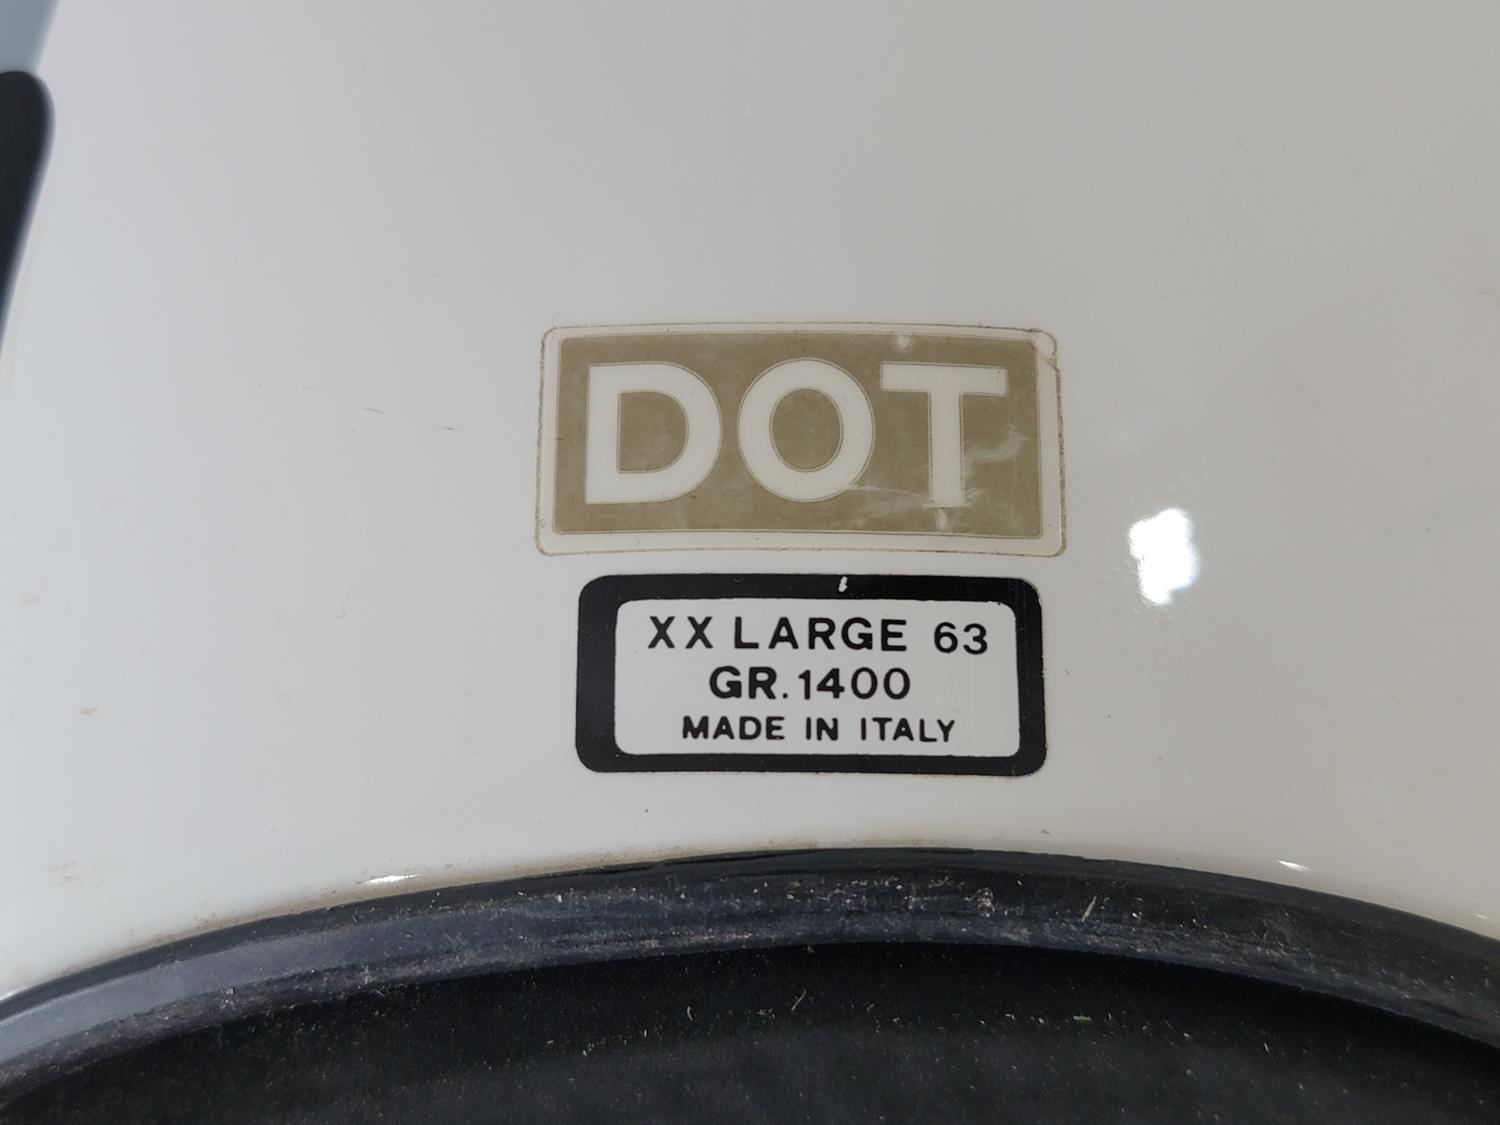 DOT
XX LARGE 63
GR.1400
MADE IN ITALY